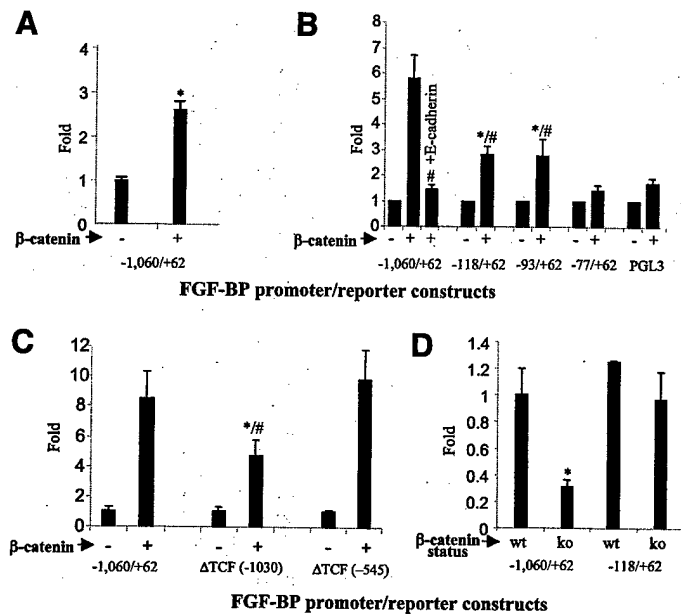 A
4
3
2
1
0
Fold
*
β-catenin
- +
-1,060/+62
B
8
7
6
5
4
3
2
1
0
Fold
# +E-cadherin
*/#
*/#
β-catenin
- + + - + - + - + - +
-1,060/+62 -118/+62 -93/+62 -77/+62 PGL3
FGF-BP promoter/reporter constructs
C
12
10
8
6
4
2
0
Fold
*/#
β-catenin
- + - + - +
-1,060/+62 ΔTCF (-1030) ΔTCF (-545)
D
1.4
1.2
1
0.8
0.6
0.4
0.2
0
Fold
*
β-catenin
status
wt ko wt ko
-1,060/+62 -118/+62
FGF-BP promoter/reporter constructs